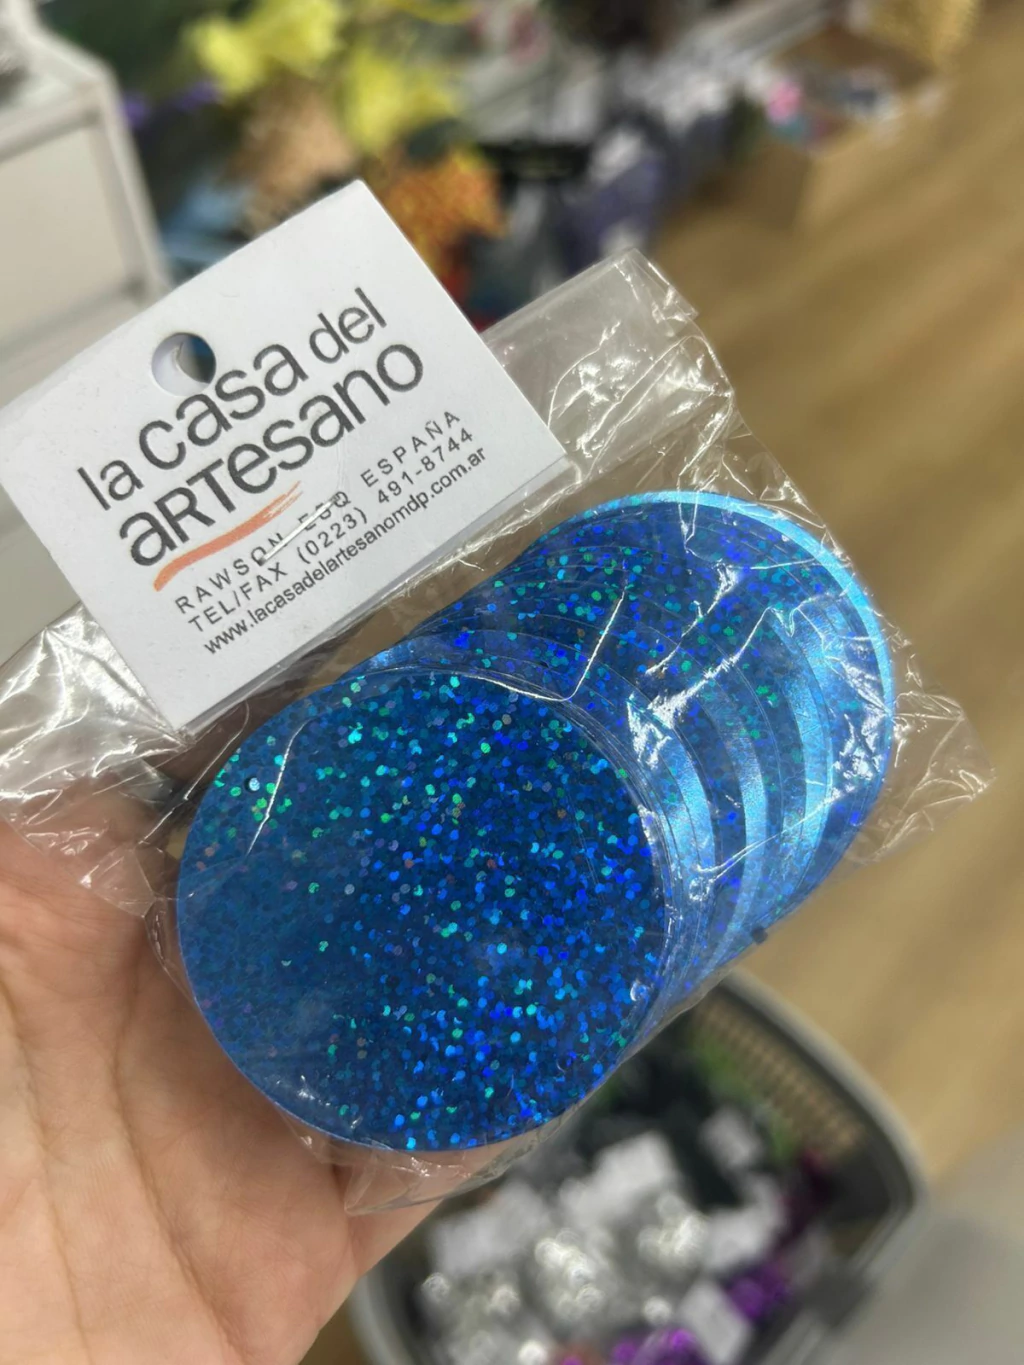 la casa del
ARTesano
RAWSON ESQ ESPAÑA
TEL/FAX (0223) 491-8744
www.lacasadelartesanomdp.com.ar